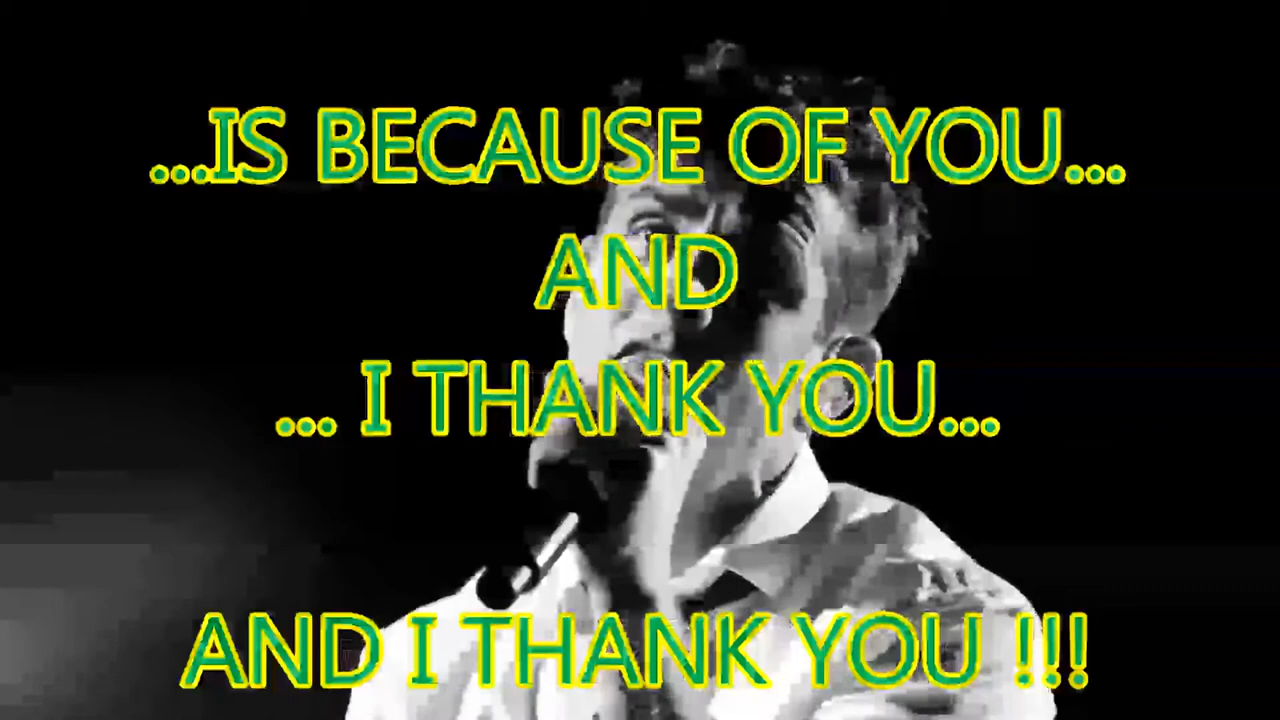 ...IS BECAUSE OF YOU...
AND
... I THANK YOU...
AND I THANK YOU !!!